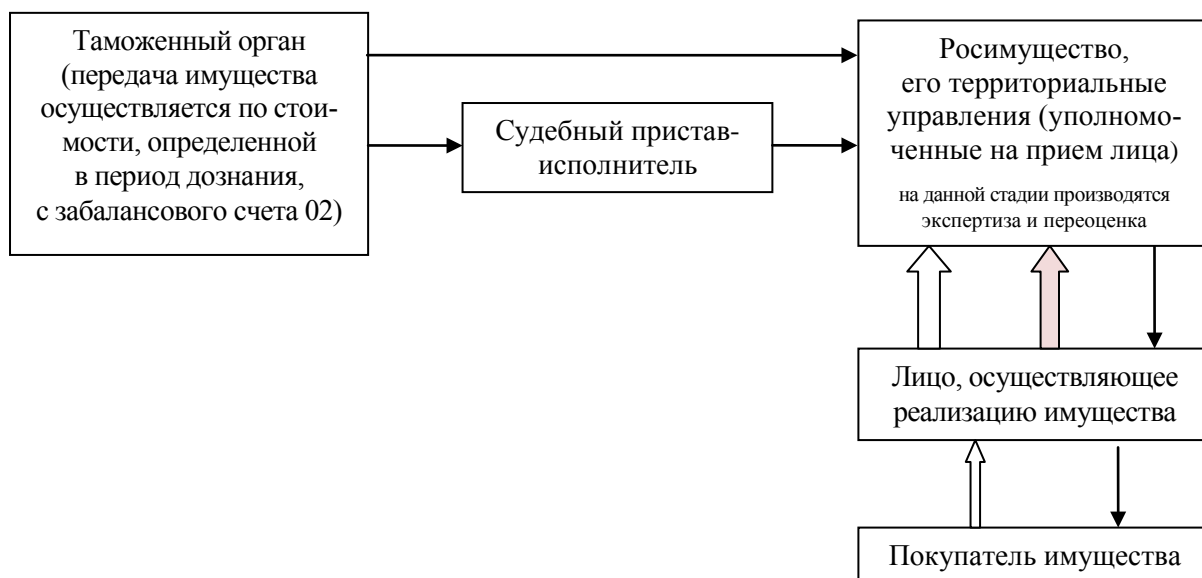 Таможенный орган
(передача имущества
осуществляется по стои-
мости, определенной
в период дознания,
с забалансового счета 02)
Судебный пристав-
исполнитель
Росимущество,
его территориальные
управления (уполномо-
ченные на прием лица)
на данной стадии производятся
экспертиза и переоценка
Лицо, осуществляющее
реализацию имущества
Покупатель имущества